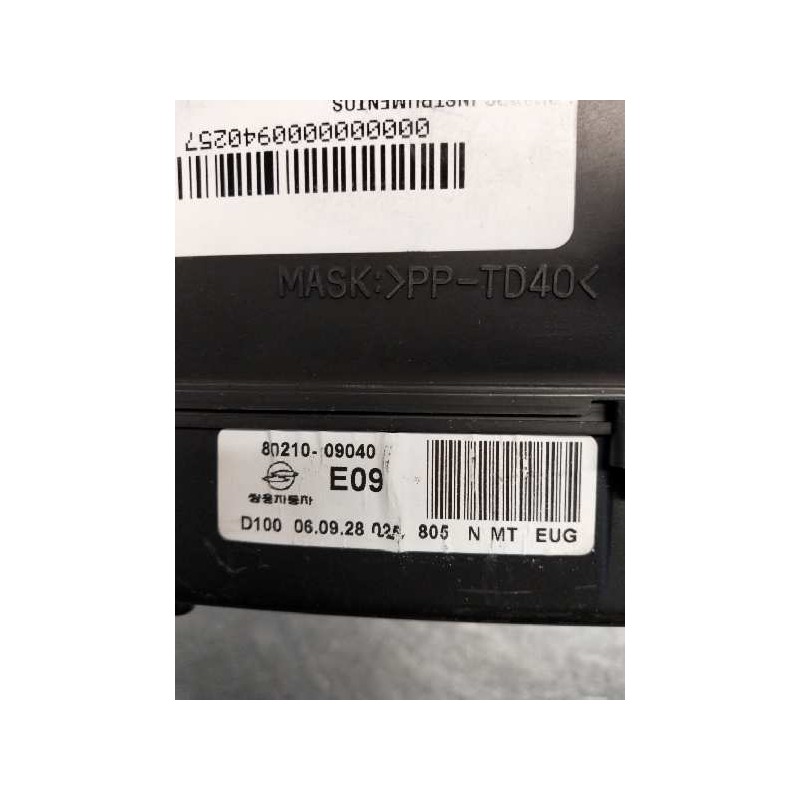 INSTRUMENTOS
0000000000940257
MASK:>PP-TD40<
80210-09040
E09
쌍용자동차
D100 06.09.28 025, 805 N MT EUG